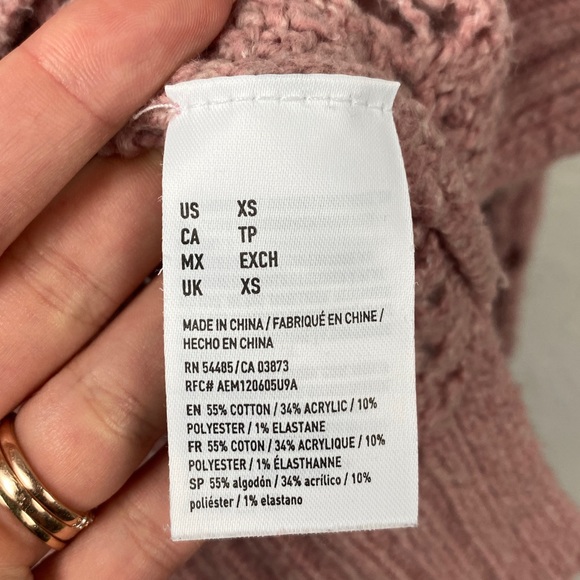 US XS
CA TP
MX EXCH
UK XS
MADE IN CHINA / FABRIQUÉ EN CHINE /
HECHO EN CHINA
RN 54485 / CA 03873
RFC# AEM120605U9A
EN 55% COTTON / 34% ACRYLIC / 10%
POLYESTER / 1% ELASTANE
FR 55% COTON / 34% ACRYLIQUE / 10%
POLYESTER / 1% ÉLASTHANNE
SP 55% algodón / 34% acrílico / 10%
poliéster / 1% elastano